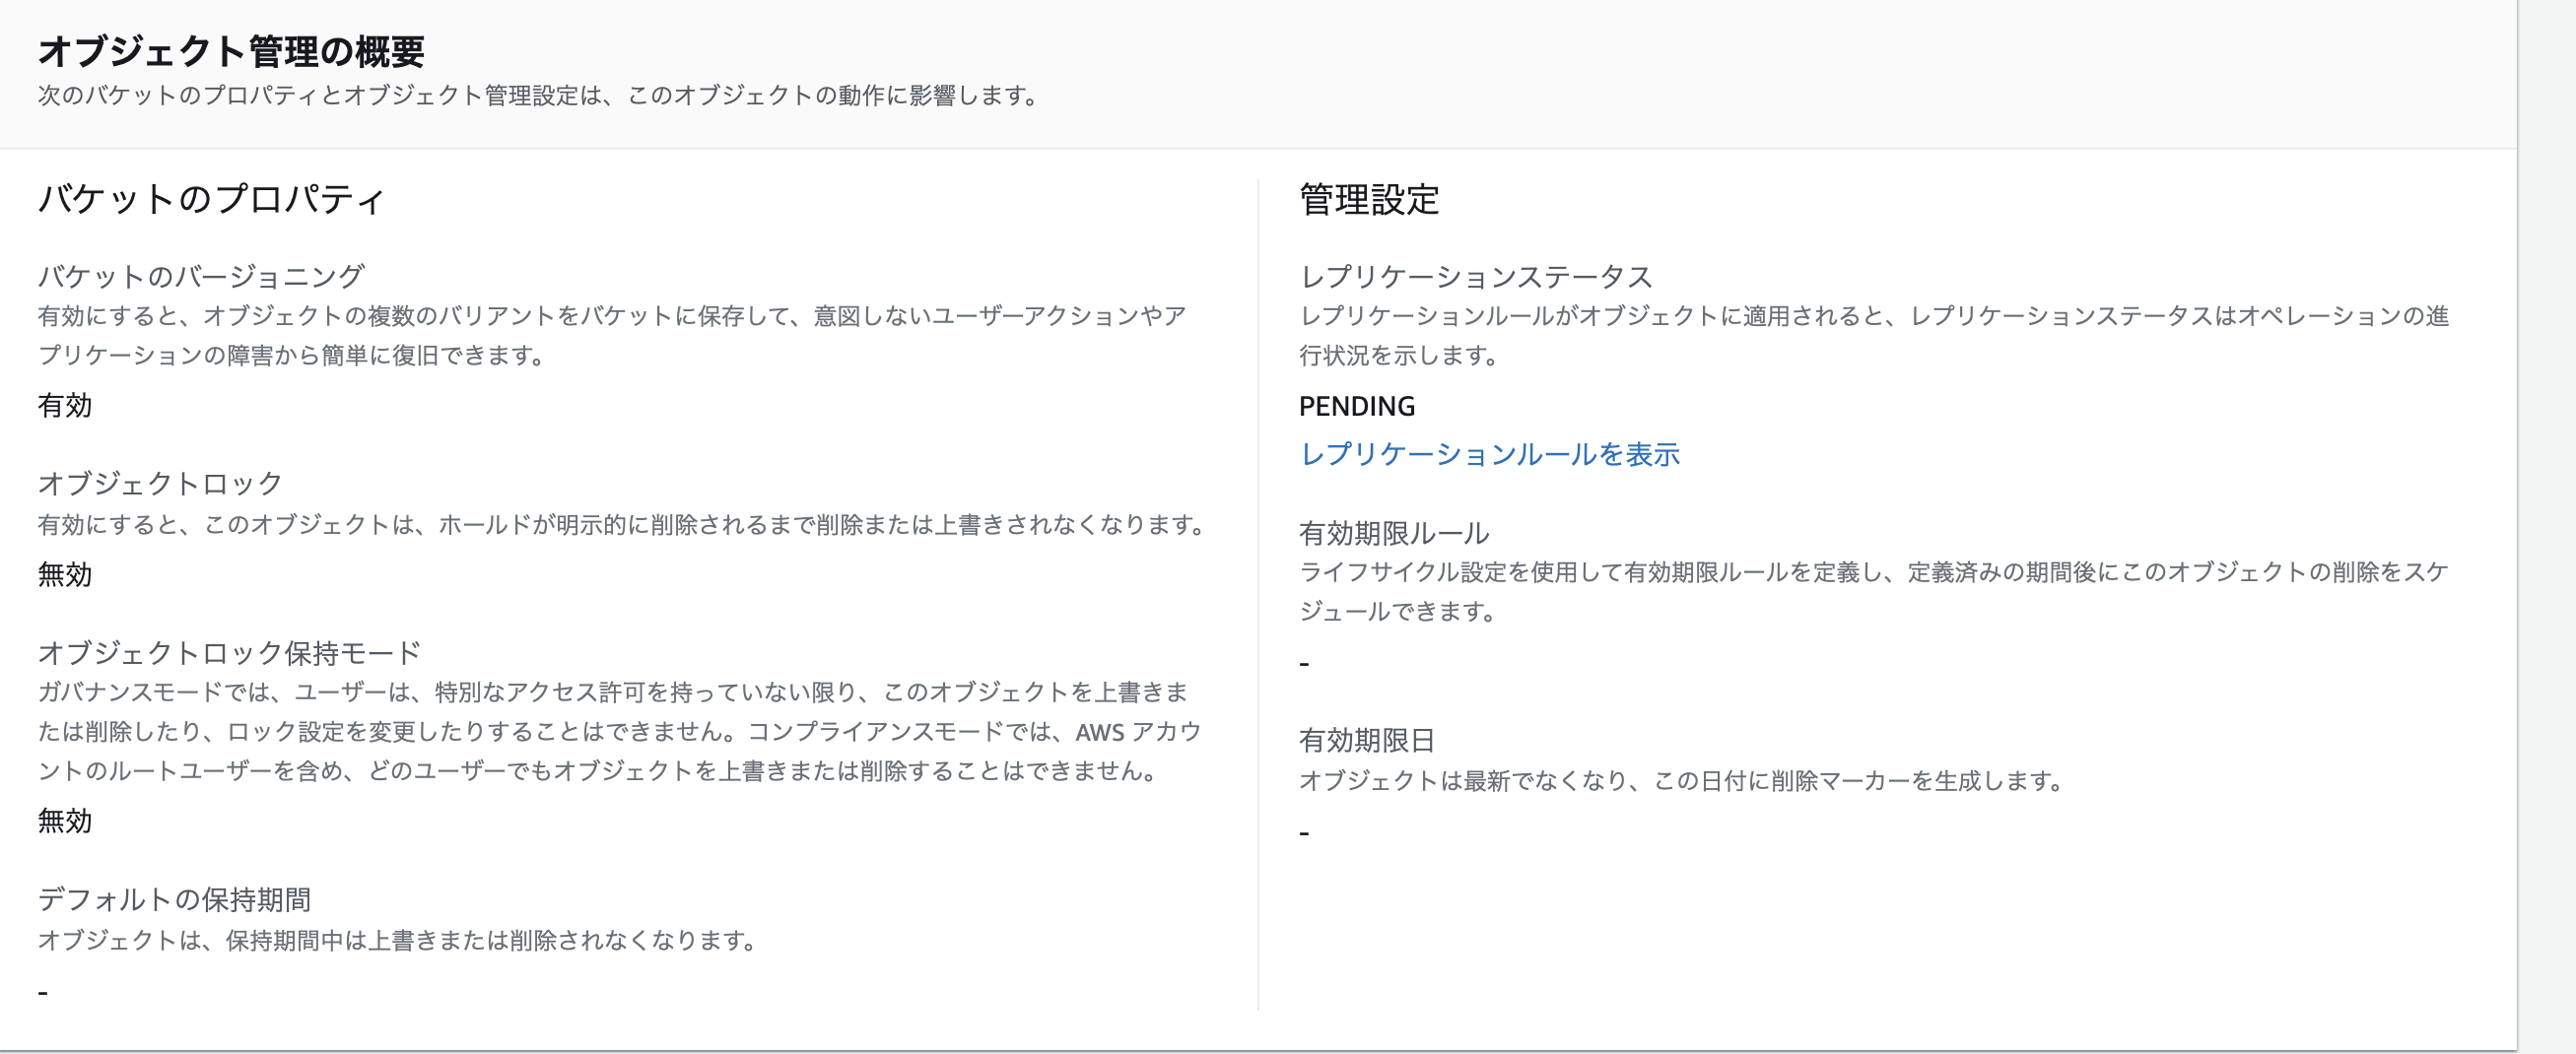 オブジェクト管理の概要
次のバケットのプロパティとオブジェクト管理設定は、このオブジェクトの動作に影響します。
バケットのプロパティ
バケットのバージョニング
有効にすると、オブジェクトの複数のバリアントをバケットに保存して、意図しないユーザーアクションやア
プリケーションの障害から簡単に復旧できます。
有効
オブジェクトロック
有効にすると、このオブジェクトは、ホールドが明示的に削除されるまで削除または上書きされなくなります。
無効
オブジェクトロック保持モード
ガバナンスモードでは、ユーザーは、特別なアクセス許可を持っていない限り、このオブジェクトを上書きま
たは削除したり、ロック設定を変更したりすることはできません。コンプライアンスモードでは、AWS アカウ
ントのルートユーザーを含め、どのユーザーでもオブジェクトを上書きまたは削除することはできません。
無効
デフォルトの保持期間
オブジェクトは、保持期間中は上書きまたは削除されなくなります。
-
管理設定
レプリケーションステータス
レプリケーションルールがオブジェクトに適用されると、レプリケーションステータスはオペレーションの進
行状況を示します。
PENDING
レプリケーションルールを表示
有効期限ルール
ライフサイクル設定を使用して有効期限ルールを定義し、定義済みの期間後にこのオブジェクトの削除をスケ
ジュールできます。
-
有効期限日
オブジェクトは最新でなくなり、この日付に削除マーカーを生成します。
-